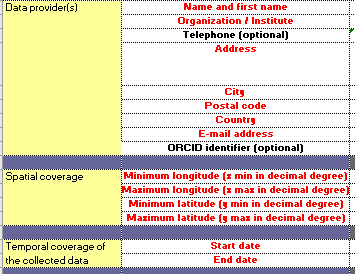 Data provider(s)
Name and first name
Organization / Institute
Telephone (optional)
Address
City
Postal code
Country
E-mail address
ORCID identifier (optional)
Spatial coverage
Minimum longitude (x min in decimal degree)
Maximum longitude (x max in decimal degree)
Minimum latitude (y min in decimal degree)
Maximum latitude (y max in decimal degree)
Temporal coverage of
the collected data
Start date
End date